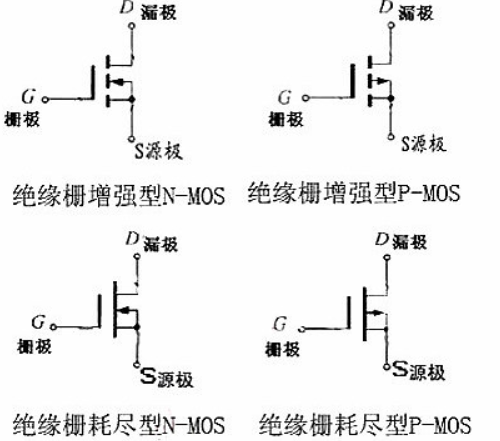 D 漏极
D 漏极
G
栅极
G
栅极
S源极
S源极
绝缘栅增强型N-MOS
绝缘栅增强型P-MOS
D 漏极
D 漏极
G
栅极
G
栅极
S源极
S源极
绝缘栅耗尽型N-MOS
绝缘栅耗尽型P-MOS